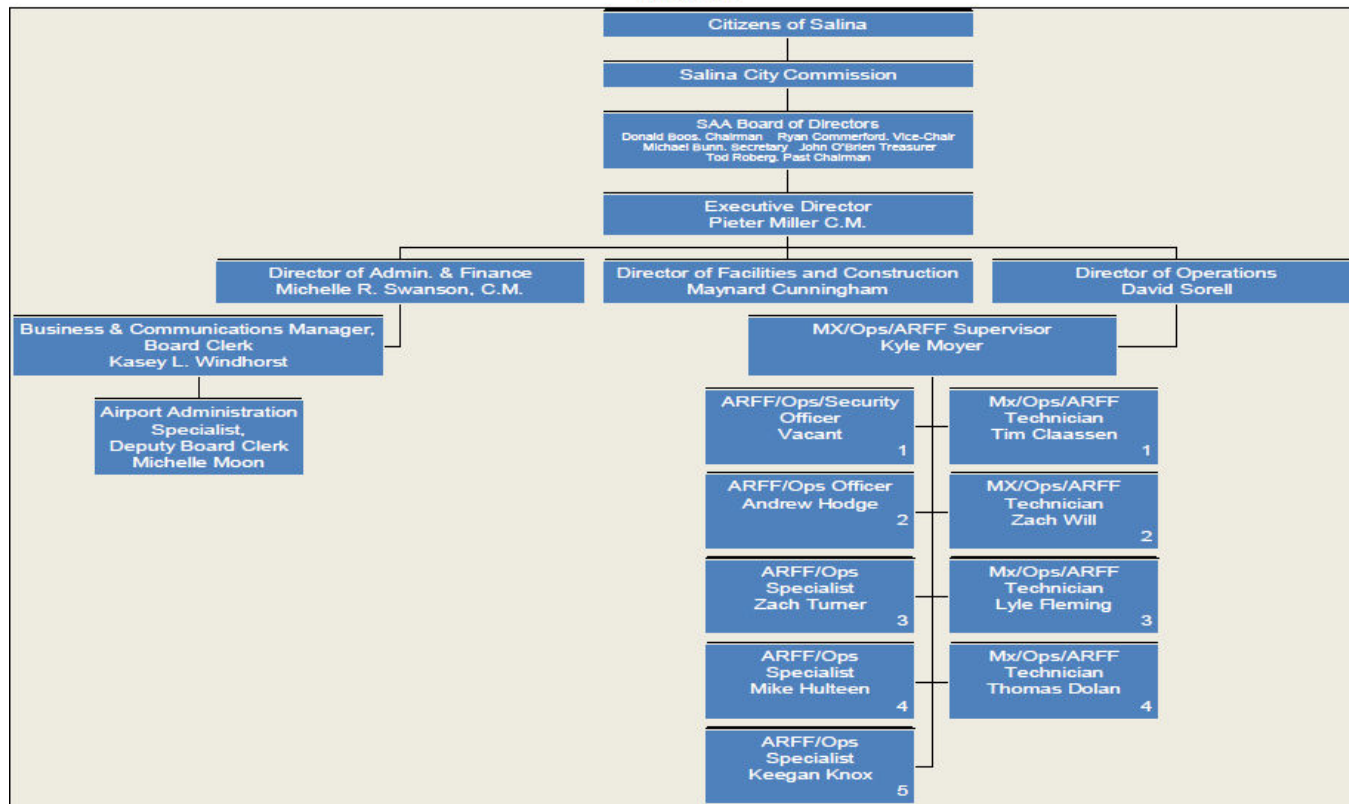 Citizens of Salina
Salina City Commission
SAA Board of Directors
Donald Boos. Chairman Ryan Commerford. Vice-Chair
Michael Bunn. Secretary John O'Brien Treasurer
Tod Roberg. Past Chairman
Executive Director
Pieter Miller C.M.
Director of Admin. & Finance
Michelle R. Swanson, C.M.
Director of Facilities and Construction
Maynard Cunningham
Director of Operations
David Sorell
Business & Communications Manager,
Board Clerk
Kasey L. Windhorst
Airport Administration
Specialist,
Deputy Board Clerk
Michelle Moon
MX/Ops/ARFF Supervisor
Kyle Moyer
ARFF/Ops/Security
Officer
Vacant
1
Mx/Ops/ARFF
Technician
Tim Claassen
1
ARFF/Ops Officer
Andrew Hodge
2
MX/Ops/ARFF
Technician
Zach Will
2
ARFF/Ops
Specialist
Zach Turner
3
Mx/Ops/ARFF
Technician
Lyle Fleming
3
ARFF/Ops
Specialist
Mike Hulteen
4
Mx/Ops/ARFF
Technician
Thomas Dolan
4
ARFF/Ops
Specialist
Keegan Knox
5